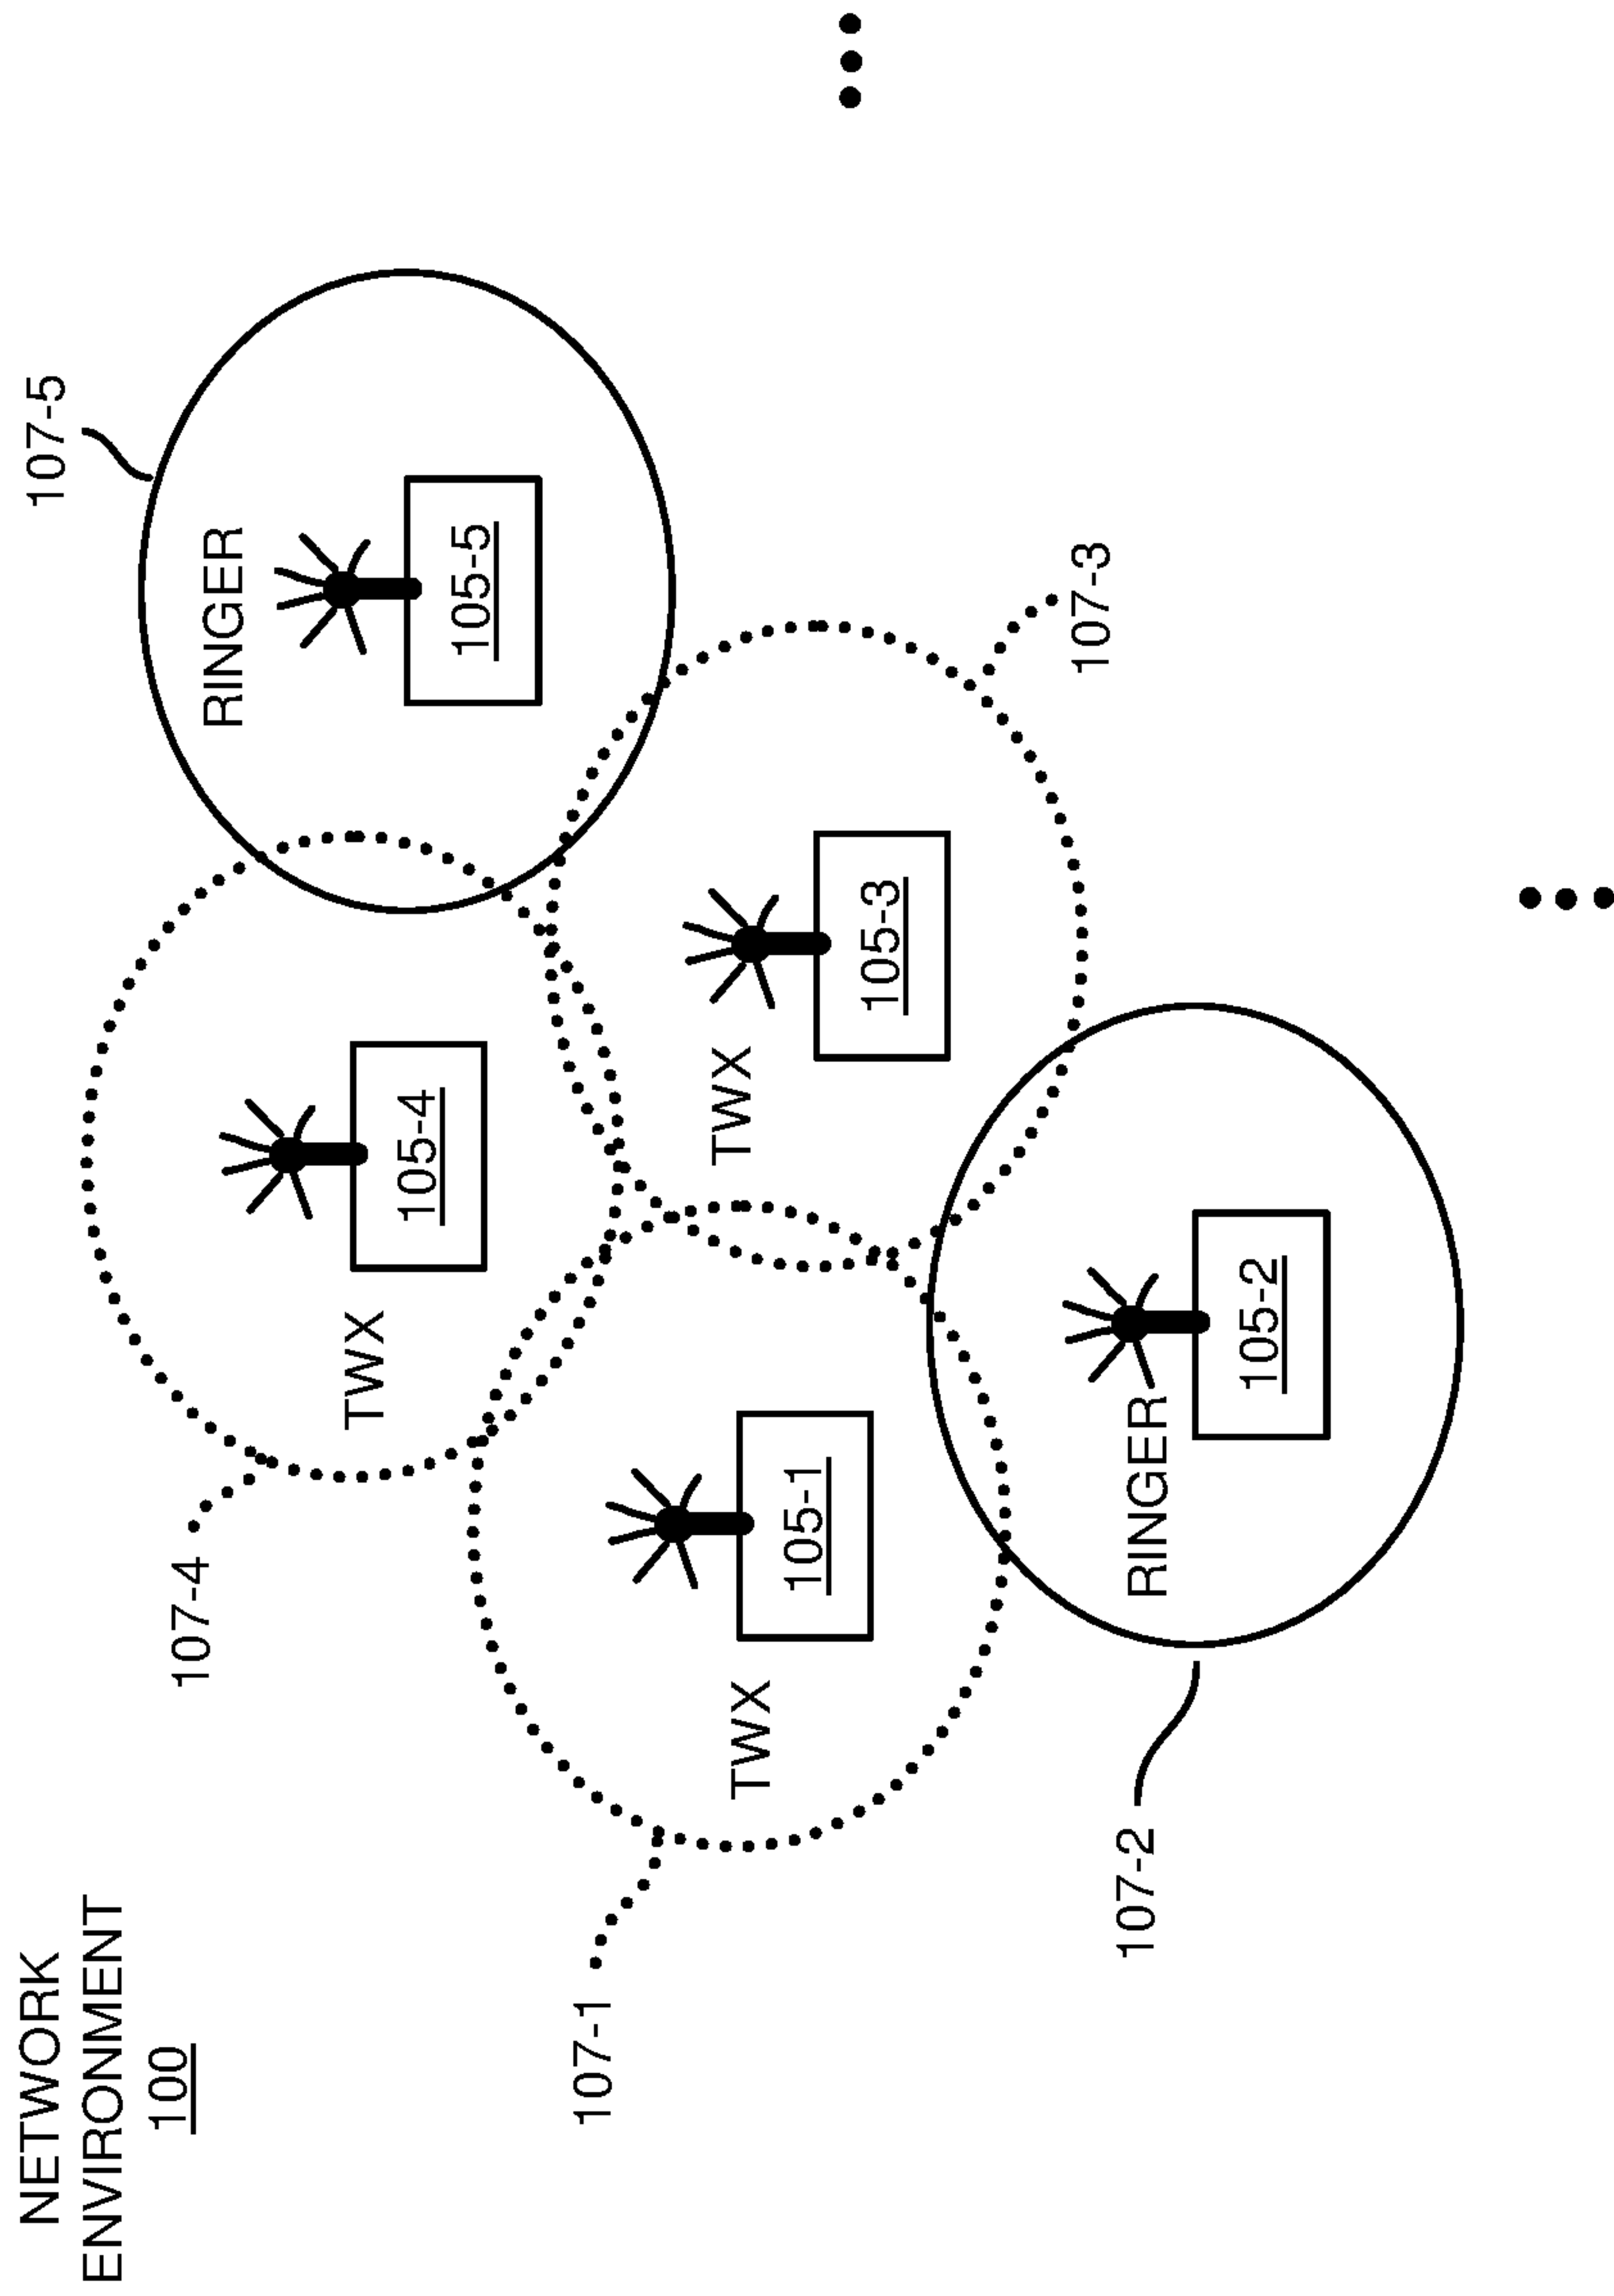 NETWORK
ENVIRONMENT
100
107-4
107-5
RINGER
105-5
TWX
105-4
107-1
TWX
105-1
TWX
105-3
107-3
107-2
RINGER
105-2